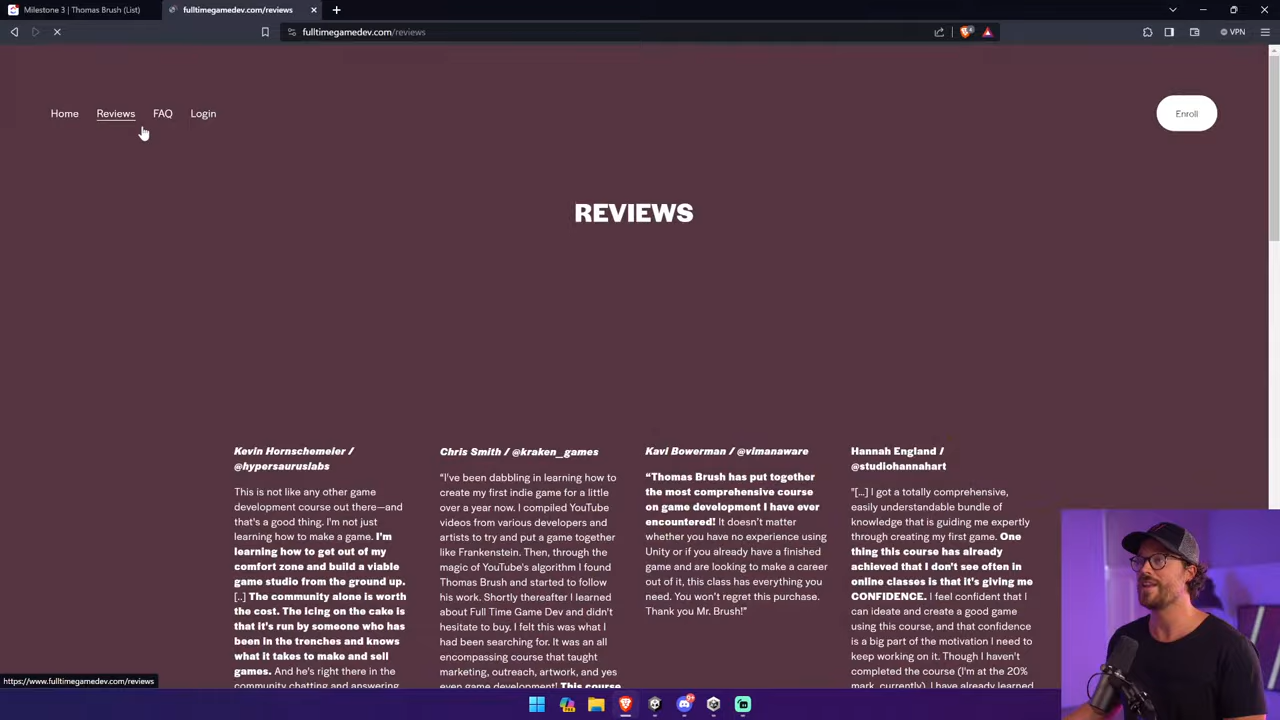 Milestone 3 | Thomas Brush (List)
fulltimegamedev.com/reviews
fulltimegamedev.com/reviews
VPN
Home
Reviews
FAQ
Login
Enroll
REVIEWS
Kevin Hornschemeier /
@hypersauruslabs
This is not like any other game
development course out there—and
that's a good thing. I'm not just
learning how to make a game. I'm
learning how to get out of my
comfort zone and build a viable
game studio from the ground up.
[..] The community alone is worth
the cost. The icing on the cake is
that it's run by someone who has
been in the trenches and knows
what it takes to make and sell
games. And he's right there in the
community chatting and answering
Chris Smith / @kraken_games
"I've been dabbling in learning how to
create my first indie game for a little
over a year now. I compiled YouTube
videos from various developers and
artists to try and put a game together
like Frankenstein. Then, through the
magic of YouTube's algorithm I found
Thomas Brush and started to follow
his work. Shortly thereafter I learned
about Full Time Game Dev and didn't
hesitate to buy. I felt this was what I
had been searching for. It was an all
encompassing course that taught
marketing, outreach, artwork, and yes
even game development! This course
Kavi Bowerman / @vimanaware
“Thomas Brush has put together
the most comprehensive course
on game development I have ever
encountered! It doesn't matter
whether you have no experience using
Unity or if you already have a finished
game and are looking to make a career
out of it, this class has everything you
need. You won't regret this purchase.
Thank you Mr. Brush!”
Hannah England /
@studiohannahart
"[...] I got a totally comprehensive,
easily understandable bundle of
knowledge that is guiding me expertly
through creating my first game. One
thing this course has already
achieved that I don't see often in
online classes is that it's giving me
CONFIDENCE. I feel confident that I
can ideate and create a good game
using this course, and that confidence
is a big part of the motivation I need to
keep working on it. Though I haven't
completed the course (I'm at the 20%
mark, currently), I have already learned
https://www.fulltimegamedev.com/reviews